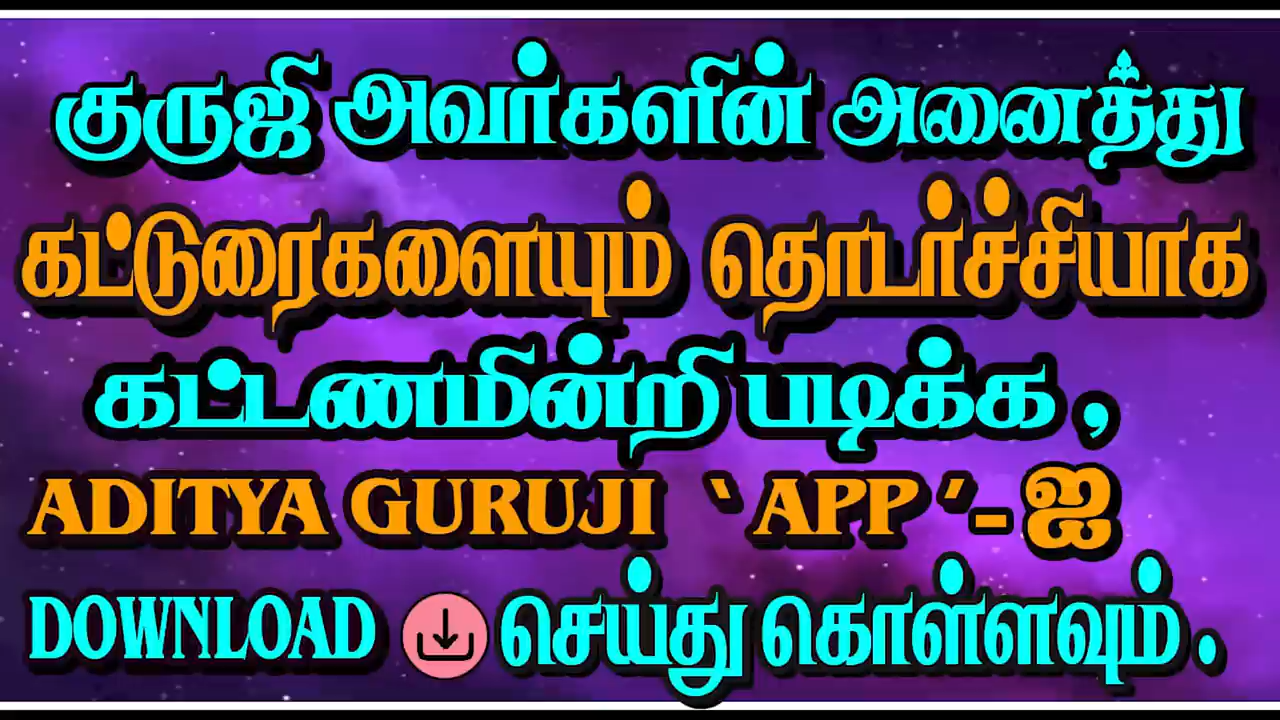 குருஜி அவர்களின் அனைத்து
கட்டுரைகளையும் தொடர்ச்சியாக
கட்டணமின்றி படிக்க ,
ADITYA GURUJI ‘ APP ’ - ஐ
DOWNLOAD செய்து கொள்ளவும் .